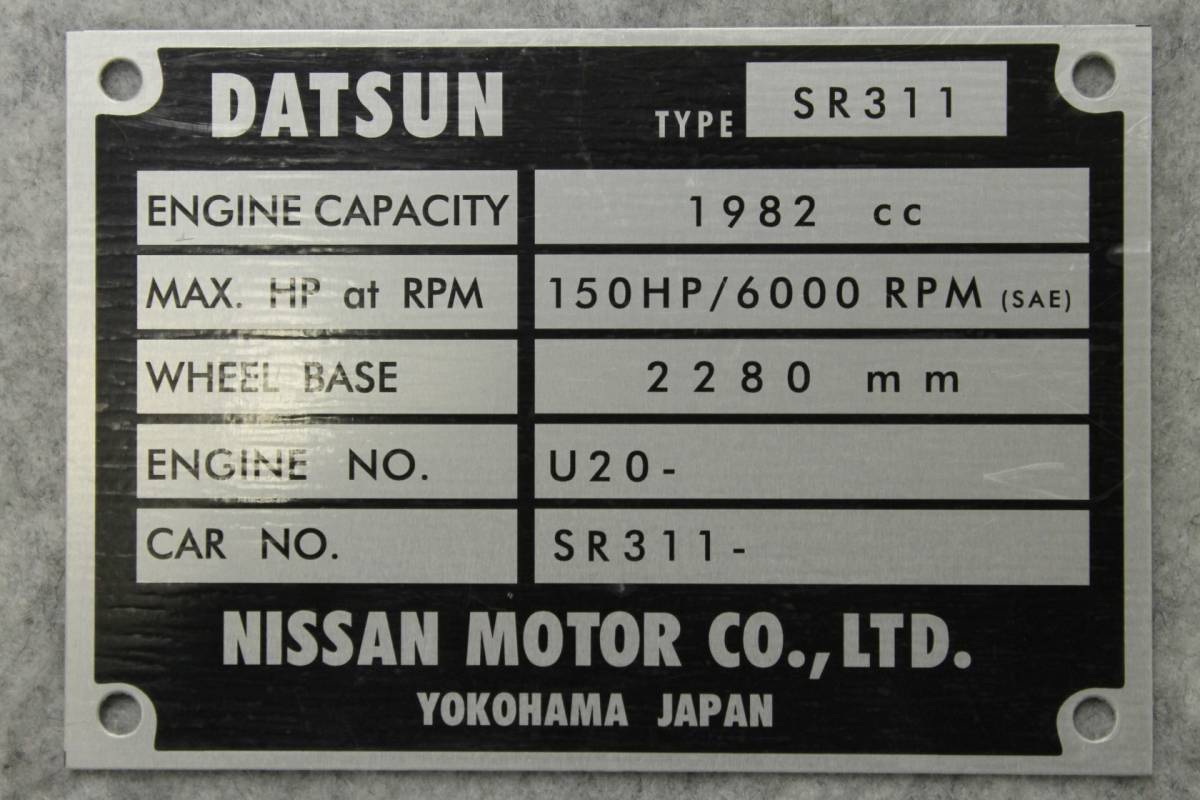 DATSUN TYPE SR311
ENGINE CAPACITY 1982 cc
MAX. HP at RPM 150HP/6000 RPM (SAE)
WHEEL BASE 2280 mm
ENGINE NO. U20-
CAR NO. SR311-
NISSAN MOTOR CO., LTD.
YOKOHAMA JAPAN